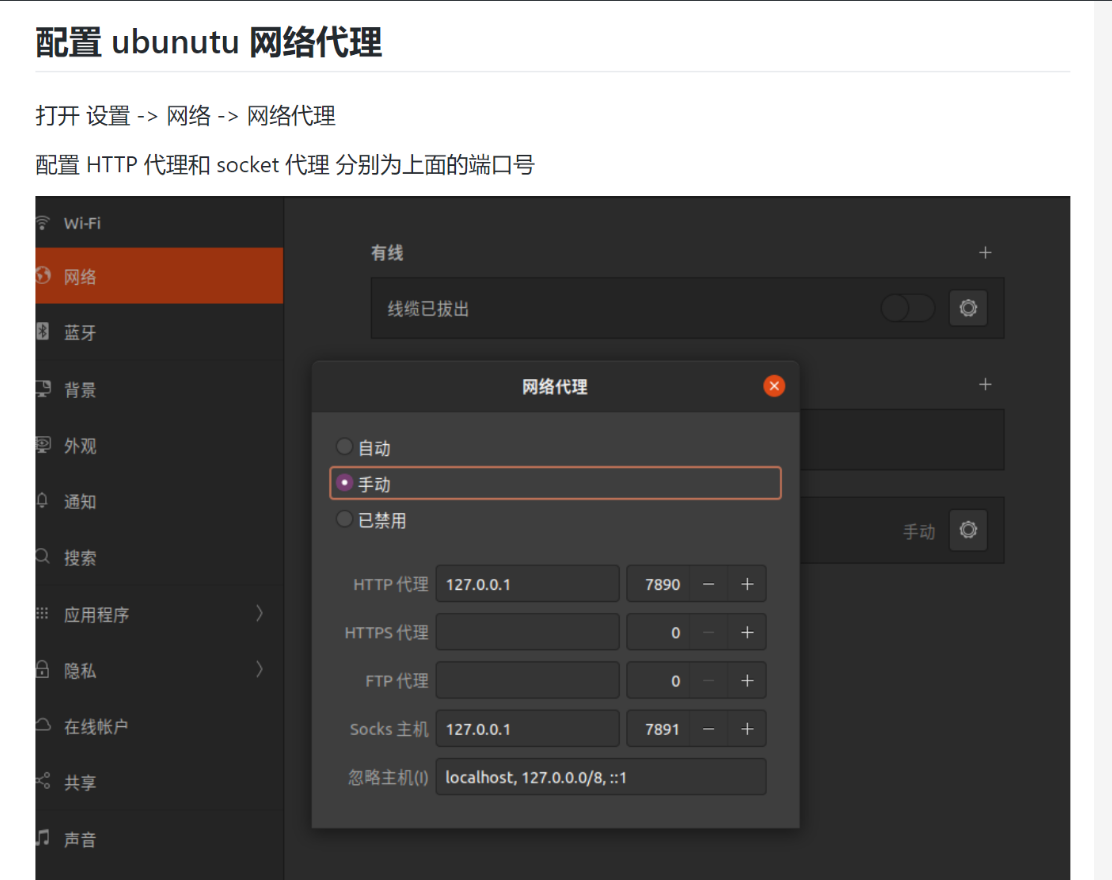 配置 ubunutu 网络代理
打开 设置 -> 网络 -> 网络代理
配置 HTTP 代理和 socket 代理 分别为上面的端口号
Wi-Fi
网络
蓝牙
背景
外观
通知
搜索
应用程序
隐私
在线帐户
共享
声音
有线
线缆已拔出
手动
网络代理
自动
手动
已禁用
HTTP 代理 127.0.0.1 7890 − +
HTTPS 代理 0 − +
FTP 代理 0 − +
Socks 主机 127.0.0.1 7891 − +
忽略主机(I) localhost, 127.0.0.0/8, ::1